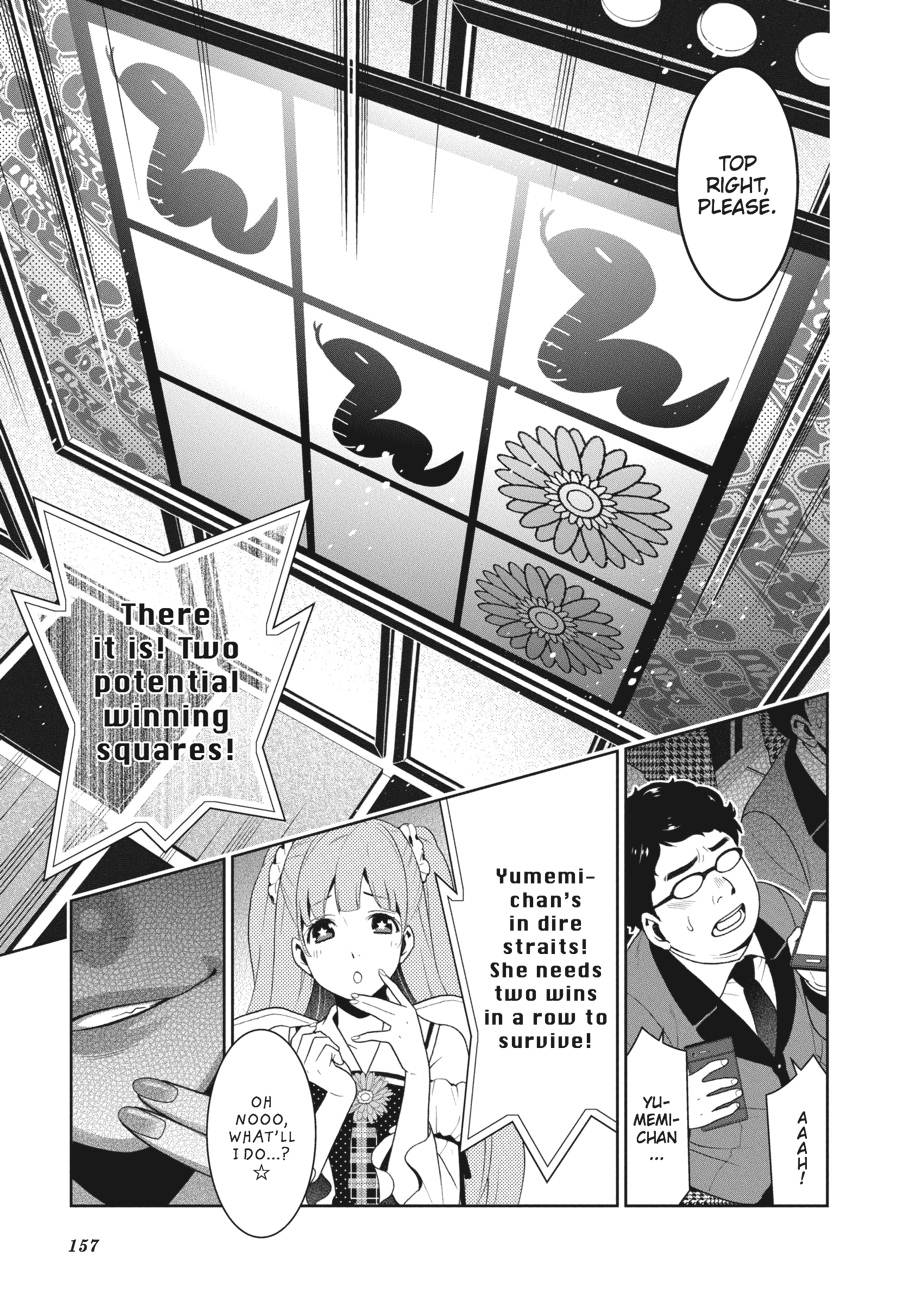 TOP
RIGHT,
PLEASE.
There
it is! Two
potential
winning
squares!
AAAH!
YU-
MEMI-
CHAN
...
Yumemi-
chan's
in dire
straits!
She needs
two wins
in a row to
survive!
OH
NOOO,
WHAT'LL
I DO...?
☆
157